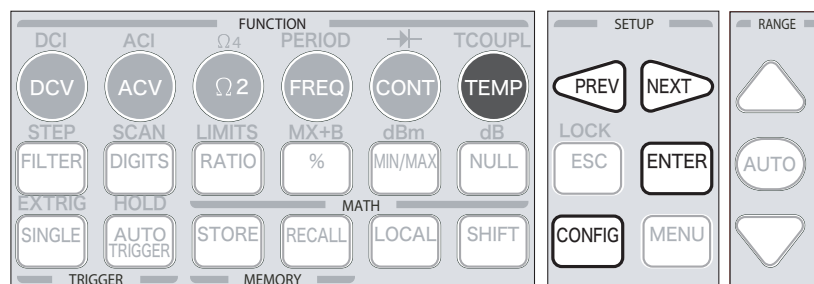 FUNCTION SETUP RANGE
DCI ACI Ω4 PERIOD TCOUPL
DCV ACV Ω2 FREQ CONT TEMP PREV NEXT
STEP SCAN LIMITS MX+B dBm dB LOCK
FILTER DIGITS RATIO % MIN/MAX NULL ESC ENTER AUTO
EXTRIG HOLD MATH
SINGLE AUTO TRIGGER STORE RECALL LOCAL SHIFT CONFIG MENU
TRIGGER MEMORY